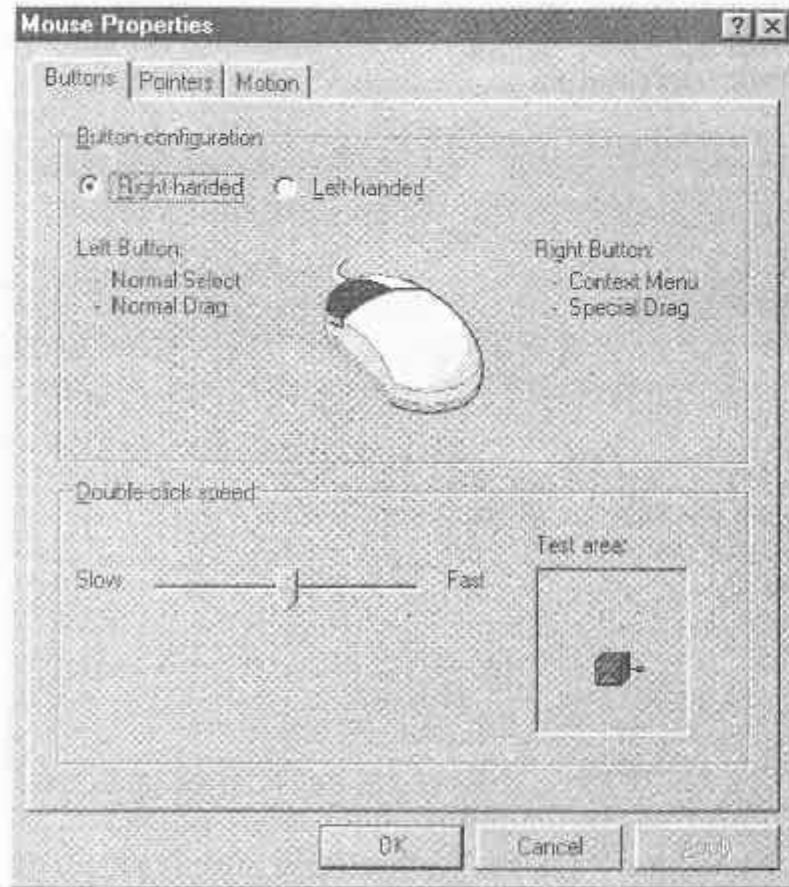 Mouse Properties
Buttons Pointers Motion
Button configuration
Right-handed Left-handed
Left Button:
- Normal Select
- Normal Drag
Right Button:
- Context Menu
- Special Drag
Double-click speed
Test area:
Slow Fast
OK Cancel Apply